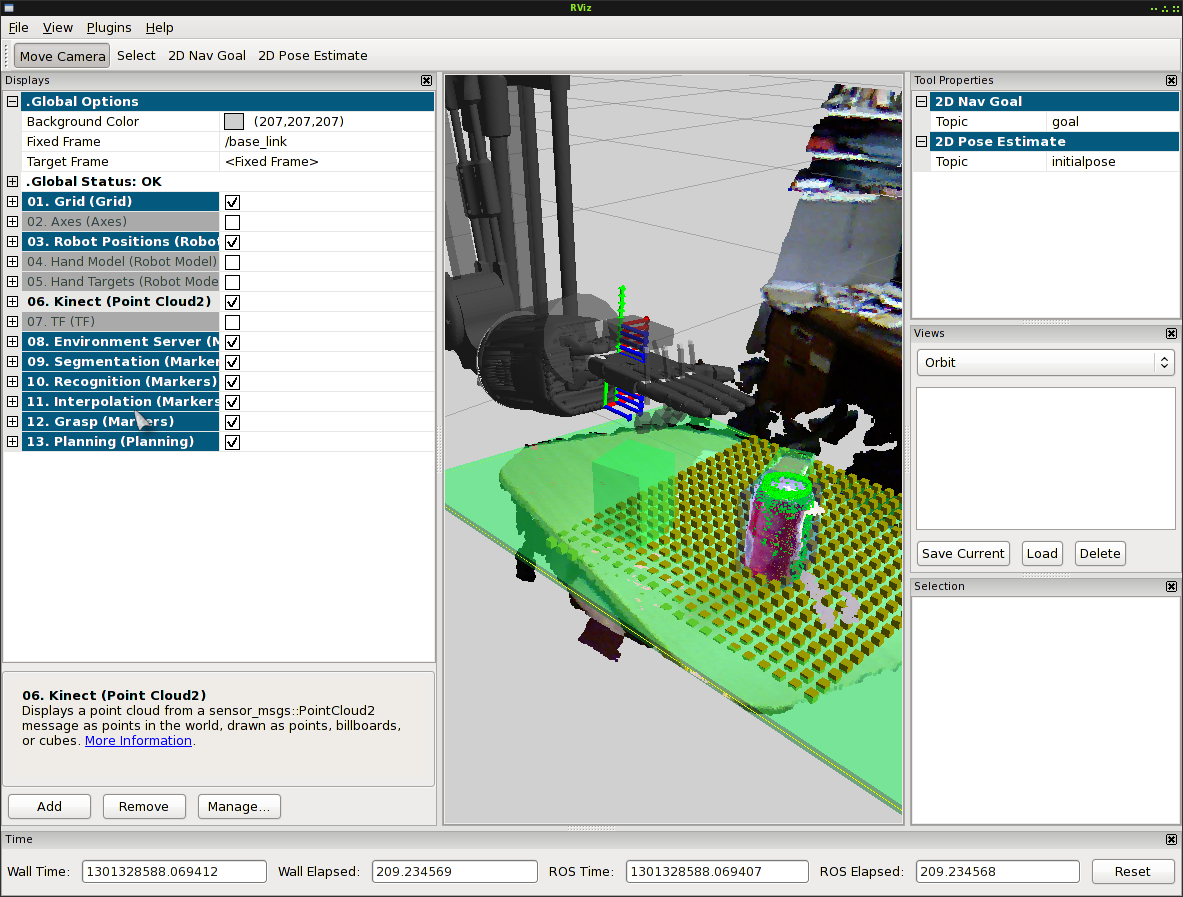 RViz
File View Plugins Help
Move Camera Select 2D Nav Goal 2D Pose Estimate
Displays
.Global Options
Background Color (207,207,207)
Fixed Frame /base_link
Target Frame <Fixed Frame>
.Global Status: OK
01. Grid (Grid)
02. Axes (Axes)
03. Robot Positions (Robot
04. Hand Model (Robot Model)
05. Hand Targets (Robot Mode
06. Kinect (Point Cloud2)
07. TF (TF)
08. Environment Server (M
09. Segmentation (Marker
10. Recognition (Markers)
11. Interpolation (Markers
12. Grasp (Markers)
13. Planning (Planning)
06. Kinect (Point Cloud2)
Displays a point cloud from a sensor_msgs::PointCloud2
message as points in the world, drawn as points, billboards,
or cubes. More Information.
Add Remove Manage...
Tool Properties
2D Nav Goal
Topic goal
2D Pose Estimate
Topic initialpose
Views
Orbit
Save Current Load Delete
Selection
Time
Wall Time: 1301328588.069412 Wall Elapsed: 209.234569 ROS Time: 1301328588.069407 ROS Elapsed: 209.234568 Reset